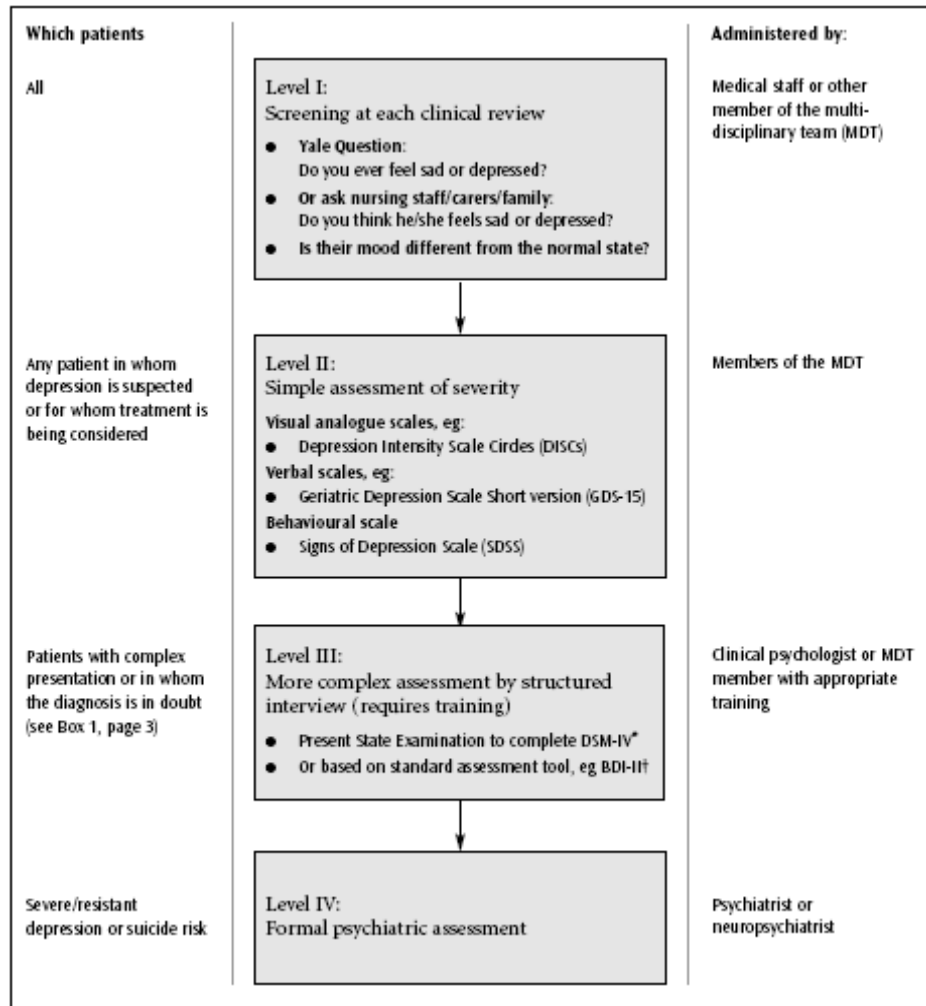 Which patients
Administered by:
All
Level I:
Screening at each clinical review
● Yale Question:
Do you ever feel sad or depressed?
● Or ask nursing staff/carers/family:
Do you think he/she feels sad or depressed?
● Is their mood different from the normal state?
Medical staff or other
member of the multi-
disciplinary team (MDT)
Any patient in whom
depression is suspected
or for whom treatment is
being considered
Level II:
Simple assessment of severity
Visual analogue scales, eg:
● Depression Intensity Scale Circles (DISCs)
Verbal scales, eg:
● Geriatric Depression Scale Short version (GDS-15)
Behavioural scale
● Signs of Depression Scale (SDSS)
Members of the MDT
Patients with complex
presentation or in whom
the diagnosis is in doubt
(see Box 1, page 3)
Level III:
More complex assessment by structured
interview (requires training)
● Present State Examination to complete DSM-IV*
● Or based on standard assessment tool, eg BDI-II†
Clinical psychologist or MDT
member with appropriate
training
Severe/resistant
depression or suicide risk
Level IV:
Formal psychiatric assessment
Psychiatrist or
neuropsychiatrist